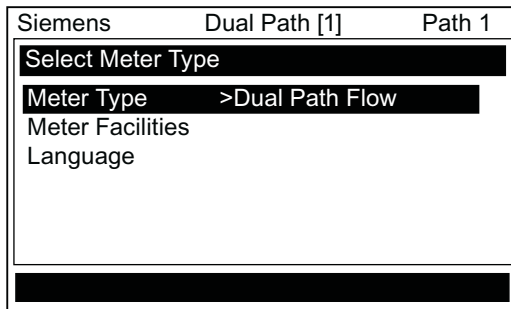 Siemens Dual Path [1] Path 1
Select Meter Type
Meter Type >Dual Path Flow
Meter Facilities
Language